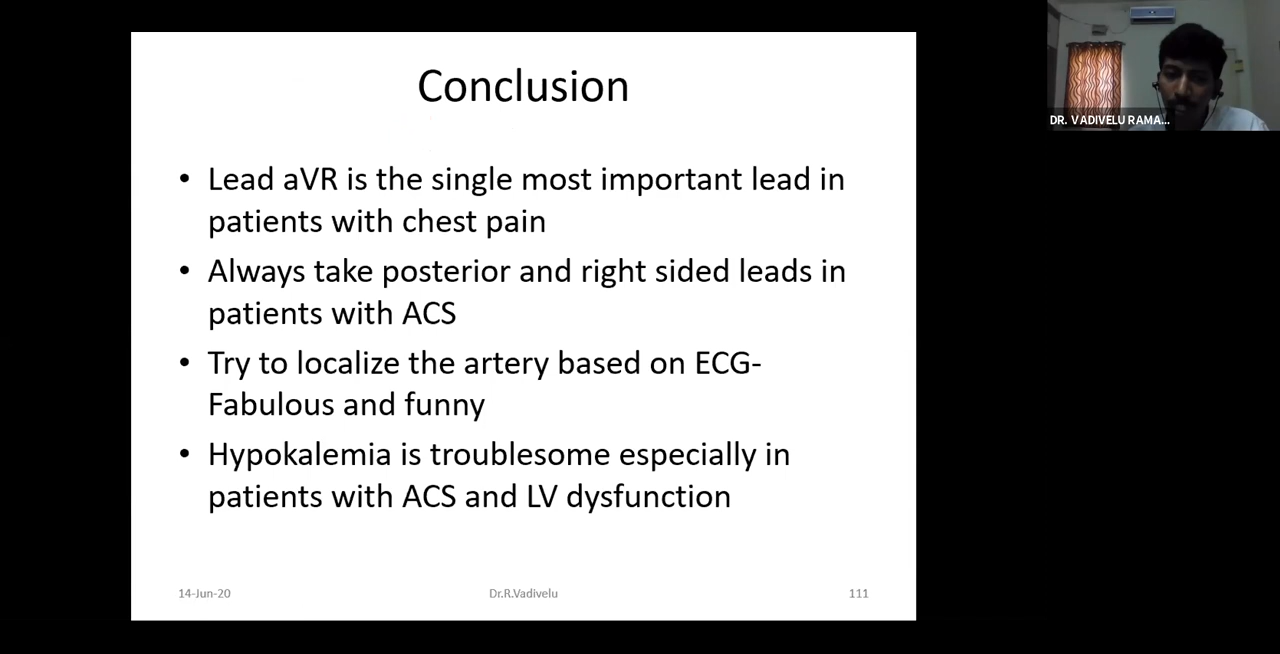 Conclusion
• Lead aVR is the single most important lead in
patients with chest pain
• Always take posterior and right sided leads in
patients with ACS
• Try to localize the artery based on ECG-
Fabulous and funny
• Hypokalemia is troublesome especially in
patients with ACS and LV dysfunction
14-Jun-20
Dr.R.Vadivelu
111
DR. VADIVELU RAMA...